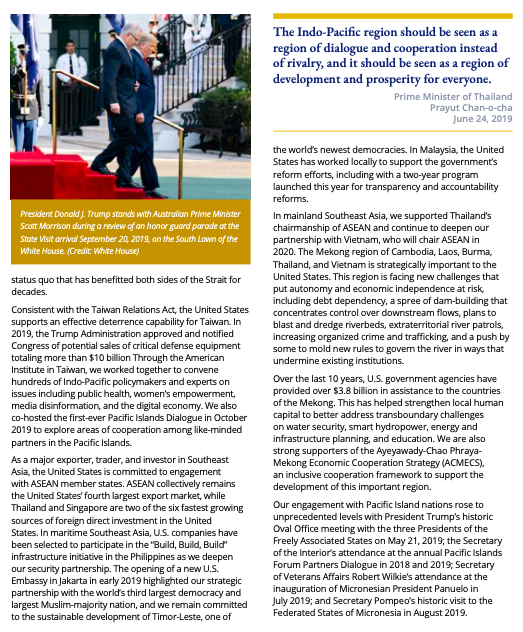 President Donald J. Trump stands with Australian Prime Minister
Scott Morrison during a review of an honor guard parade at the
State Visit arrival September 20, 2019, on the South Lawn of the
White House. (Credit: White House)
status quo that has benefitted both sides of the Strait for
decades.
Consistent with the Taiwan Relations Act, the United States
supports an effective deterrence capability for Taiwan. In
2019, the Trump Administration approved and notified
Congress of potential sales of critical defense equipment
totaling more than $10 billion Through the American
Institute in Taiwan, we worked together to convene
hundreds of Indo-Pacific policymakers and experts on
issues including public health, women's empowerment,
media disinformation, and the digital economy. We also
co-hosted the first-ever Pacific Islands Dialogue in October
2019 to explore areas of cooperation among like-minded
partners in the Pacific Islands.
As a major exporter, trader, and investor in Southeast
Asia, the United States is committed to engagement
with ASEAN member states. ASEAN collectively remains
the United States' fourth largest export market, while
Thailand and Singapore are two of the six fastest growing
sources of foreign direct investment in the United
States. In maritime Southeast Asia, U.S. companies have
been selected to participate in the "Build, Build, Build"
infrastructure initiative in the Philippines as we deepen
our security partnership. The opening of a new U.S.
Embassy in Jakarta in early 2019 highlighted our strategic
partnership with the world's third largest democracy and
largest Muslim-majority nation, and we remain committed
to the sustainable development of Timor-Leste, one of
The Indo-Pacific region should be seen as a
region of dialogue and cooperation instead
of rivalry, and it should be seen as a region of
development and prosperity for everyone.
Prime Minister of Thailand
Prayut Chan-o-cha
June 24, 2019
the world's newest democracies. In Malaysia, the United
States has worked locally to support the government's
reform efforts, including with a two-year program
launched this year for transparency and accountability
reforms.
In mainland Southeast Asia, we supported Thailand's
chairmanship of ASEAN and continue to deepen our
partnership with Vietnam, who will chair ASEAN in
2020. The Mekong region of Cambodia, Laos, Burma,
Thailand, and Vietnam is strategically important to the
United States. This region is facing new challenges that
put autonomy and economic independence at risk,
including debt dependency, a spree of dam-building that
concentrates control over downstream flows, plans to
blast and dredge riverbeds, extraterritorial river patrols,
increasing organized crime and trafficking, and a push by
some to mold new rules to govern the river in ways that
undermine existing institutions.
Over the last 10 years, U.S. government agencies have
provided over $3.8 billion in assistance to the countries
of the Mekong. This has helped strengthen local human
capital to better address transboundary challenges
on water security, smart hydropower, energy and
infrastructure planning, and education. We are also
strong supporters of the Ayeyawady-Chao Phraya-
Mekong Economic Cooperation Strategy (ACMECS),
an inclusive cooperation framework to support the
development of this important region.
Our engagement with Pacific Island nations rose to
unprecedented levels with President Trump's historic
Oval Office meeting with the three Presidents of the
Freely Associated States on May 21, 2019; the Secretary
of the Interior's attendance at the annual Pacific Islands
Forum Partners Dialogue in 2018 and 2019; Secretary
of Veterans Affairs Robert Wilkie's attendance at the
inauguration of Micronesian President Panuelo in
July 2019; and Secretary Pompeo's historic visit to the
Federated States of Micronesia in August 2019.